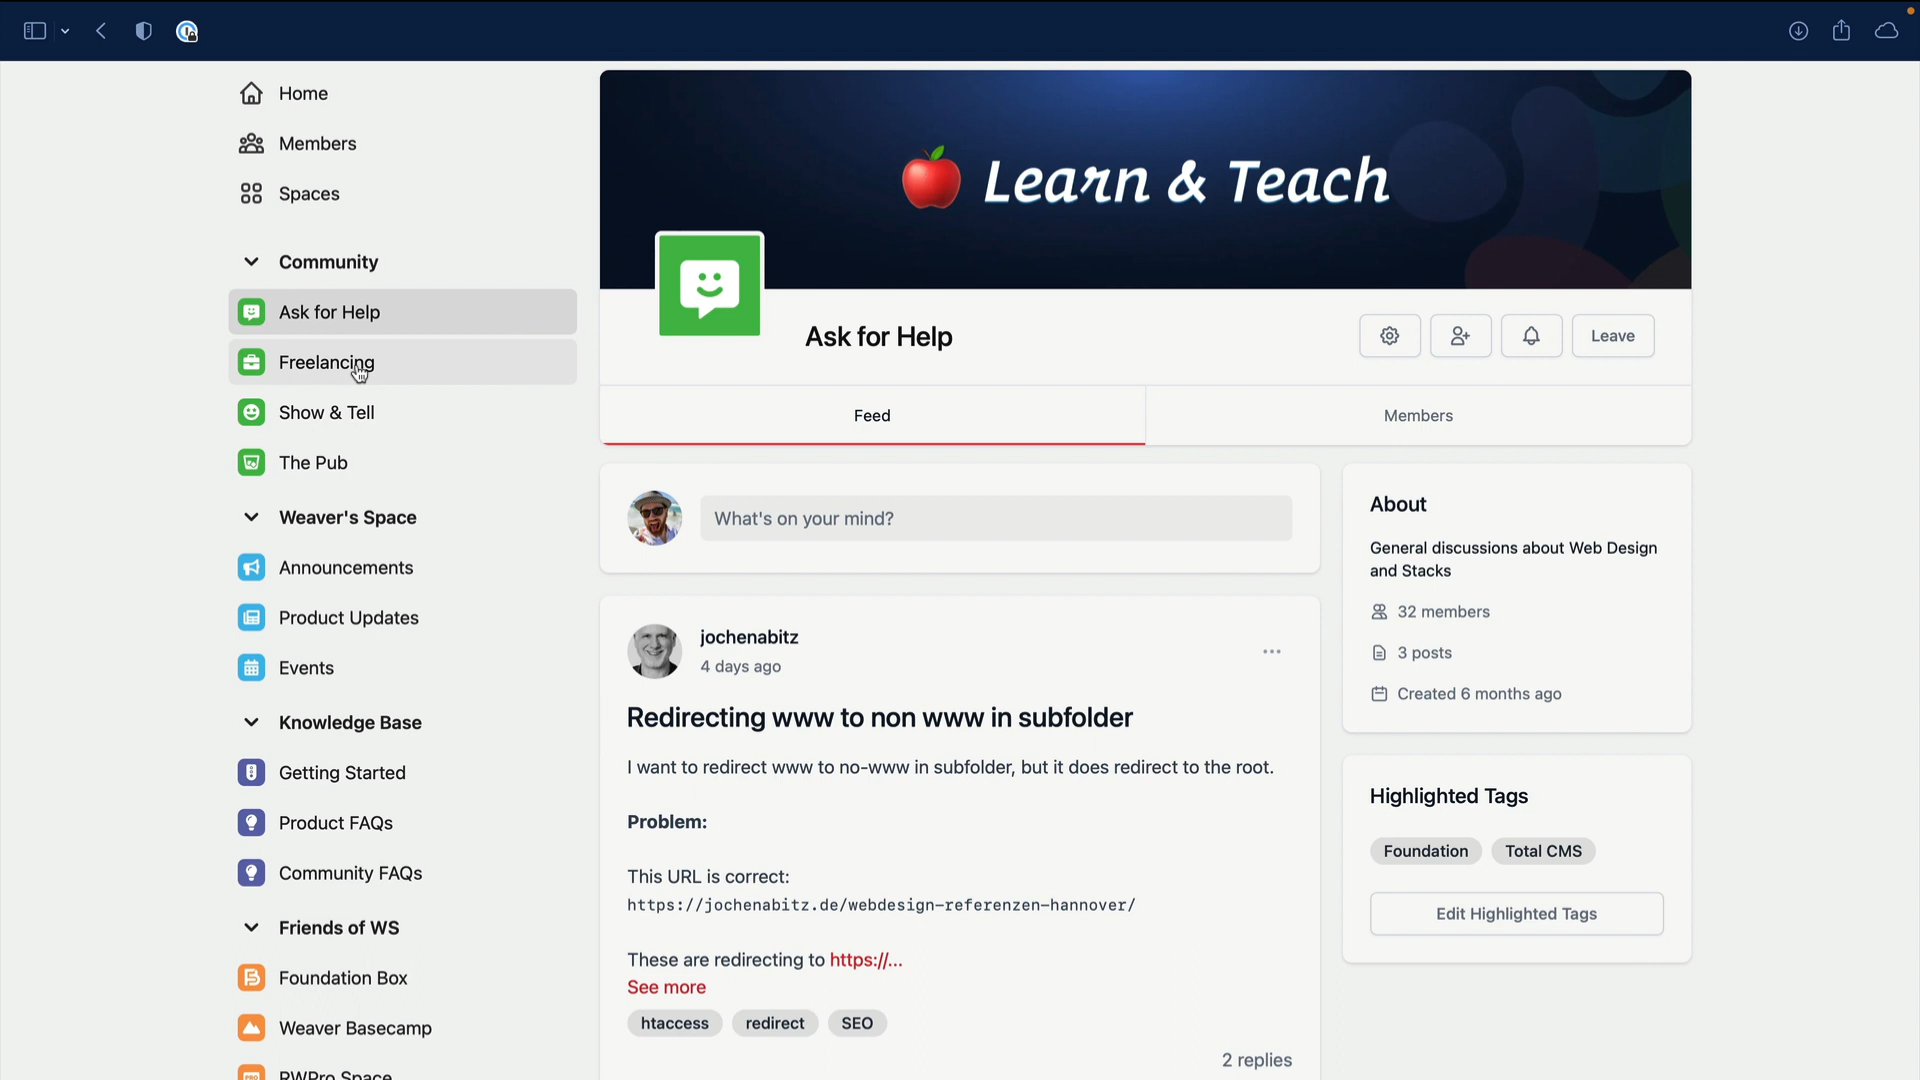 Home
Members
Spaces
Community
Ask for Help
Freelancing
Show & Tell
The Pub
Weaver's Space
Announcements
Product Updates
Events
Knowledge Base
Getting Started
Product FAQs
Community FAQs
Friends of WS
Foundation Box
Weaver Basecamp
RWPro Space
Learn & Teach
Ask for Help
Leave
Feed
Members
What's on your mind?
jochenabitz
4 days ago
Redirecting www to non www in subfolder
I want to redirect www to no-www in subfolder, but it does redirect to the root.
Problem:
This URL is correct:
https://jochenabitz.de/webdesign-referenzen-hannover/
These are redirecting to https://...
See more
htaccess redirect SEO
2 replies
About
General discussions about Web Design
and Stacks
32 members
3 posts
Created 6 months ago
Highlighted Tags
Foundation Total CMS
Edit Highlighted Tags